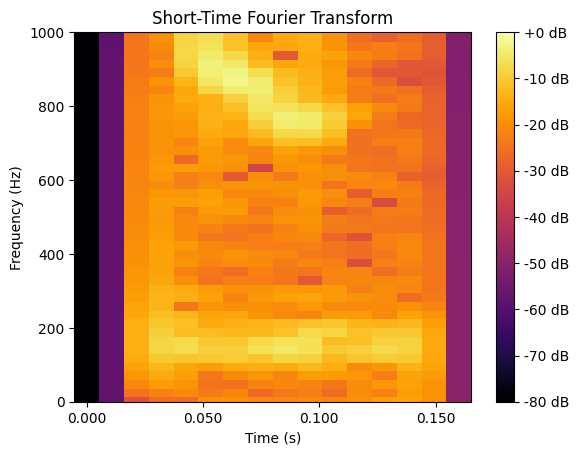 Short-Time Fourier Transform
1000
800
600
400
200
0
Frequency (Hz)
0.000
0.050
0.100
0.150
Time (s)
+0 dB
-10 dB
-20 dB
-30 dB
-40 dB
-50 dB
-60 dB
-70 dB
-80 dB